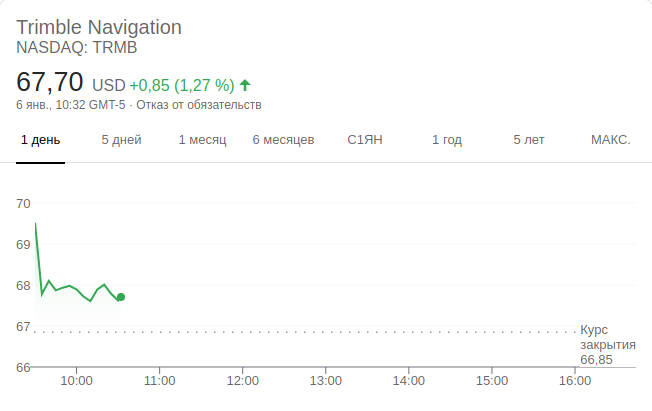 Trimble Navigation
NASDAQ: TRMB
67,70 USD +0,85 (1,27 %)
6 янв., 10:32 GMT-5 · Отказ от обязательств
1 день 5 дней 1 месяц 6 месяцев С1ЯН 1 год 5 лет МАКС.
70
69
68
67
66
Курс
закрытия
66,85
10:00 11:00 12:00 13:00 14:00 15:00 16:00